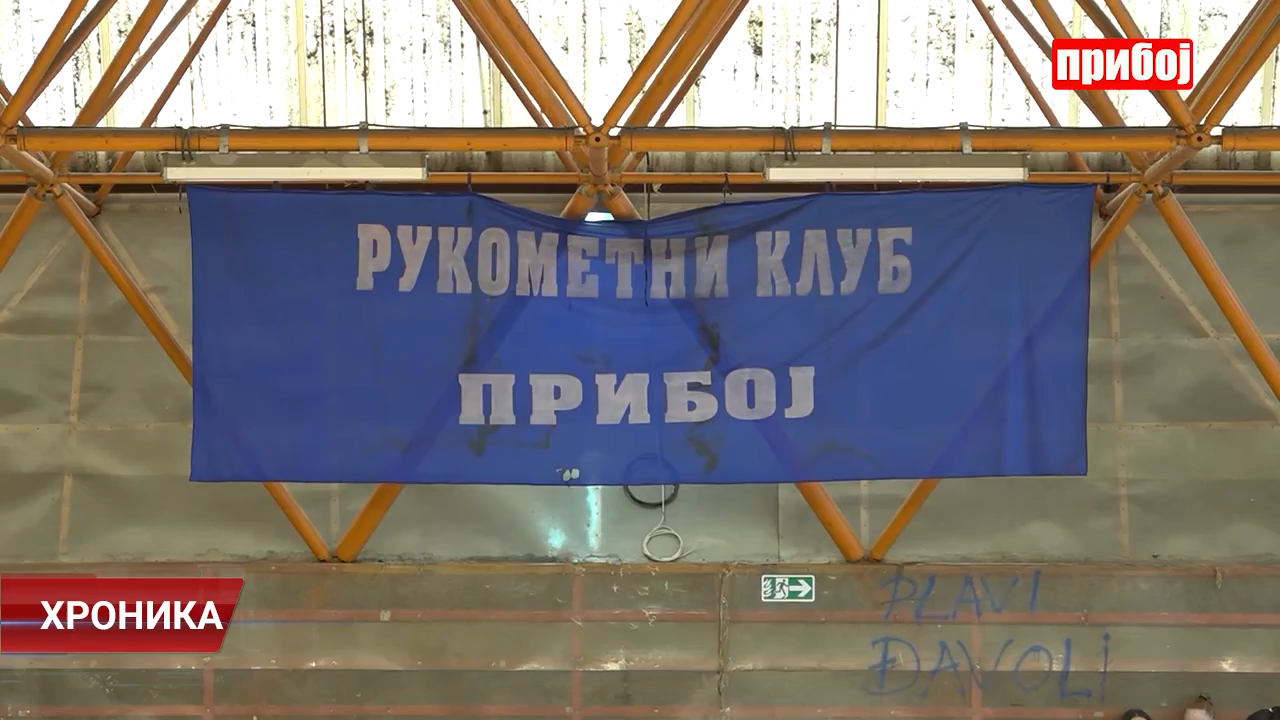 прибој
РУКОМЕТНИ КЛУБ
ПРИБОЈ
PLAVI
ĐAVOLI
ХРОНИКА